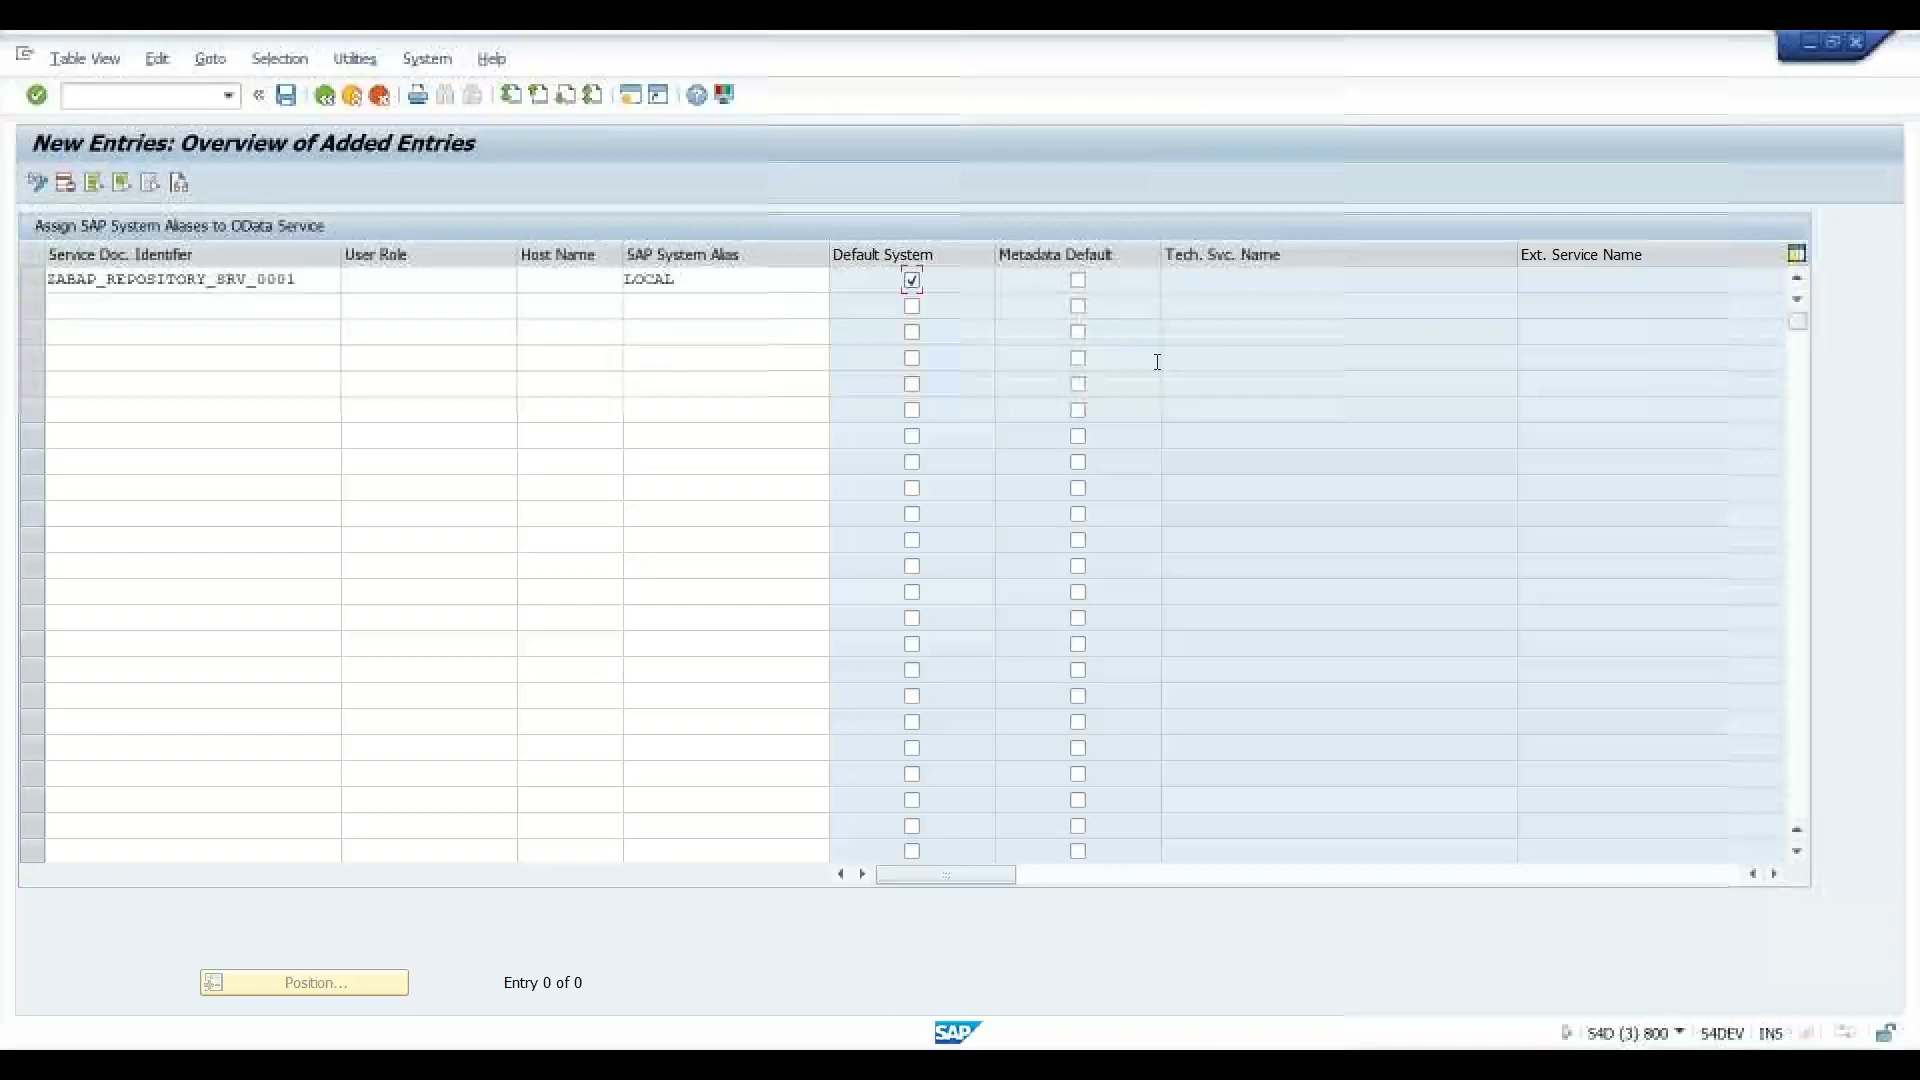 Table View Edit Goto Selection Utilities System Help
New Entries: Overview of Added Entries
Assign SAP System Aliases to OData Service
Service Doc. Identifier User Role Host Name SAP System Alias Default System Metadata Default Tech. Svc. Name Ext. Service Name
ZABAP_REPOSITORY_SRV_0001 LOCAL
Position... Entry 0 of 0
SAP S4D (3) 800 S4DEV INS